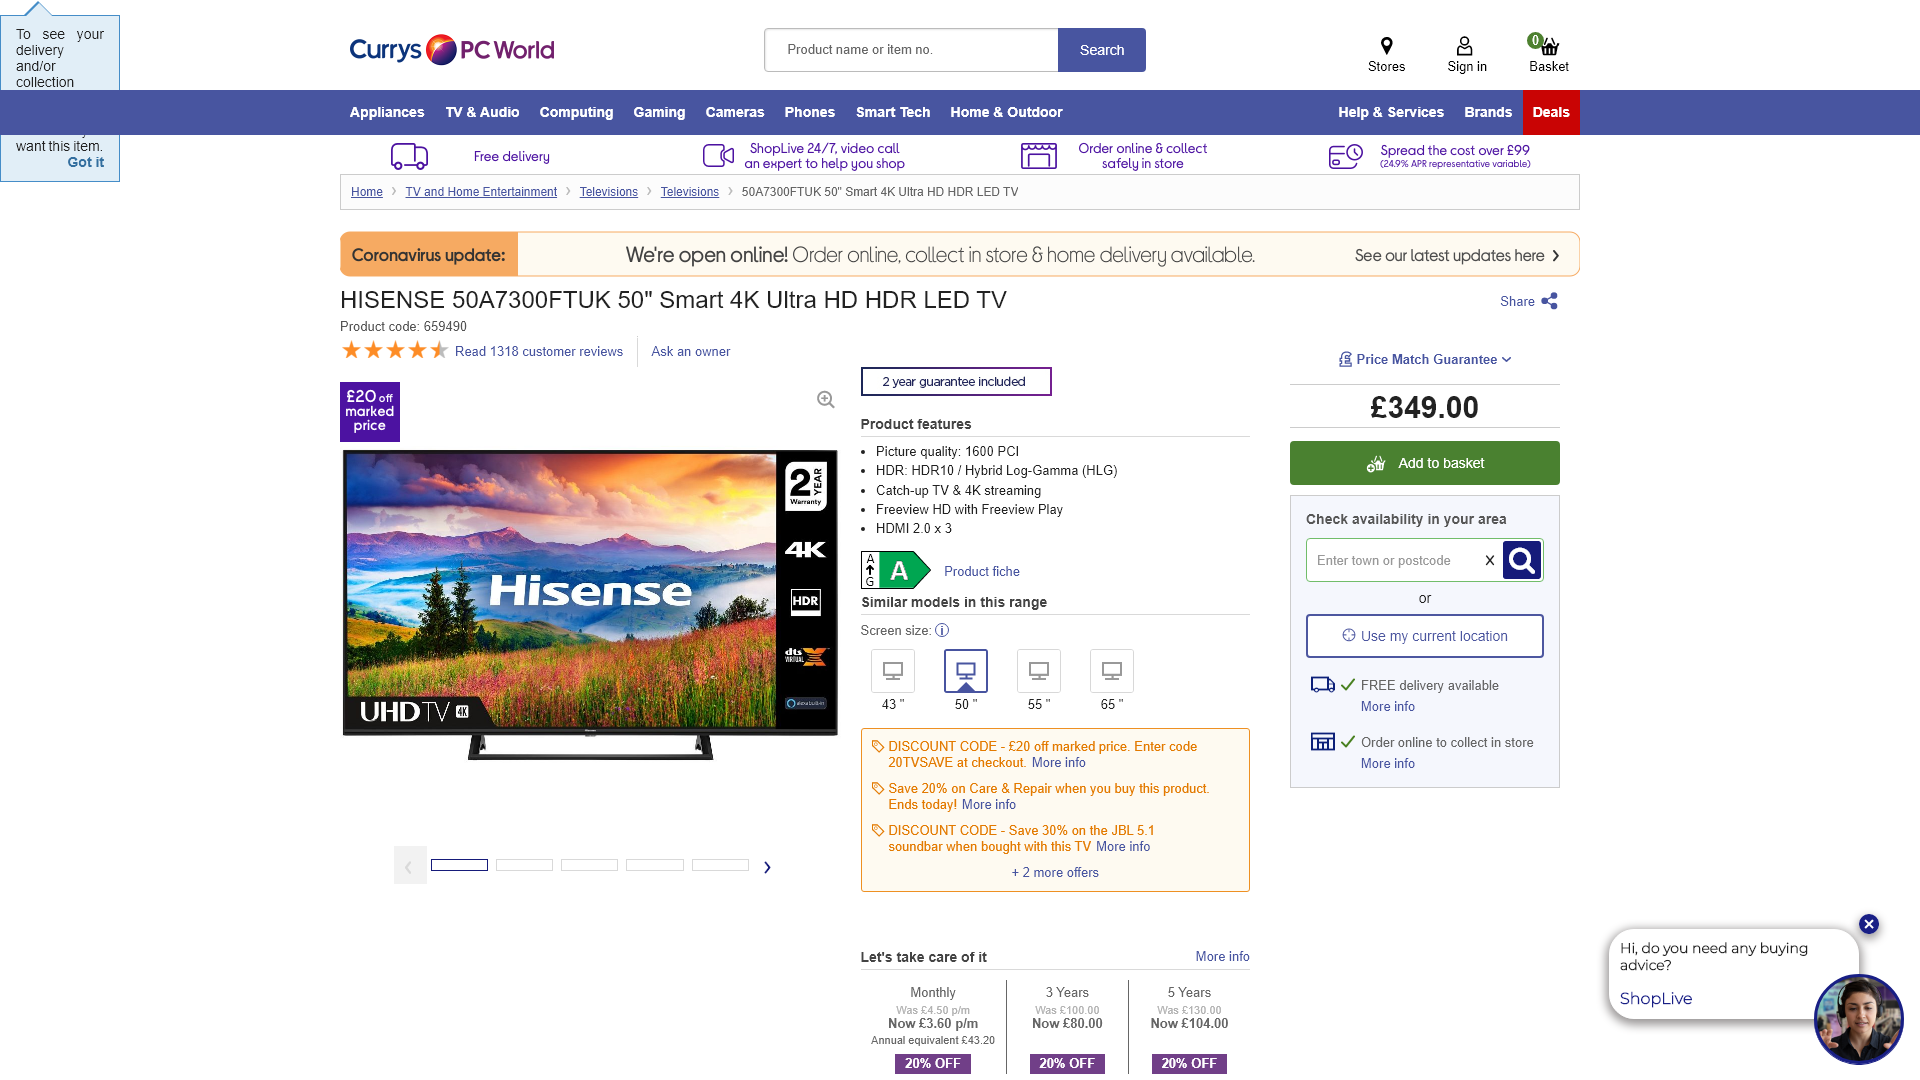 To see your
delivery
and/or
collection
want this item.
Got it
Currys PC World
Product name or item no.
Search
Stores
Sign in
0
Basket
Appliances
TV & Audio
Computing
Gaming
Cameras
Phones
Smart Tech
Home & Outdoor
Help & Services
Brands
Deals
Free delivery
ShopLive 24/7, video call
an expert to help you shop
Order online & collect
safely in store
Spread the cost over £99
(24.9% APR representative variable)
Home
TV and Home Entertainment
Televisions
Televisions
50A7300FTUK 50" Smart 4K Ultra HD HDR LED TV
Coronavirus update:
We're open online! Order online, collect in store & home delivery available.
See our latest updates here
HISENSE 50A7300FTUK 50" Smart 4K Ultra HD HDR LED TV
Share
Product code: 659490
Read 1318 customer reviews
Ask an owner
£20 off
marked
price
2 YEAR
Warranty
4K
HDR
dts
VIRTUAL X
alexa built-in
Hisense
UHD TV 4K
2 year guarantee included
Product features
Picture quality: 1600 PCI
HDR: HDR10 / Hybrid Log-Gamma (HLG)
Catch-up TV & 4K streaming
Freeview HD with Freeview Play
HDMI 2.0 x 3
A
G
A
Product fiche
Similar models in this range
Screen size:
43 "
50 "
55 "
65 "
DISCOUNT CODE - £20 off marked price. Enter code
20TVSAVE at checkout. More info
Save 20% on Care & Repair when you buy this product.
Ends today! More info
DISCOUNT CODE - Save 30% on the JBL 5.1
soundbar when bought with this TV More info
+ 2 more offers
Let's take care of it
More info
Monthly
Was £4.50 p/m
Now £3.60 p/m
Annual equivalent £43.20
20% OFF
3 Years
Was £100.00
Now £80.00
20% OFF
5 Years
Was £130.00
Now £104.00
20% OFF
Price Match Guarantee
£349.00
Add to basket
Check availability in your area
Enter town or postcode
X
or
Use my current location
FREE delivery available
More info
Order online to collect in store
More info
Hi, do you need any buying
advice?
ShopLive